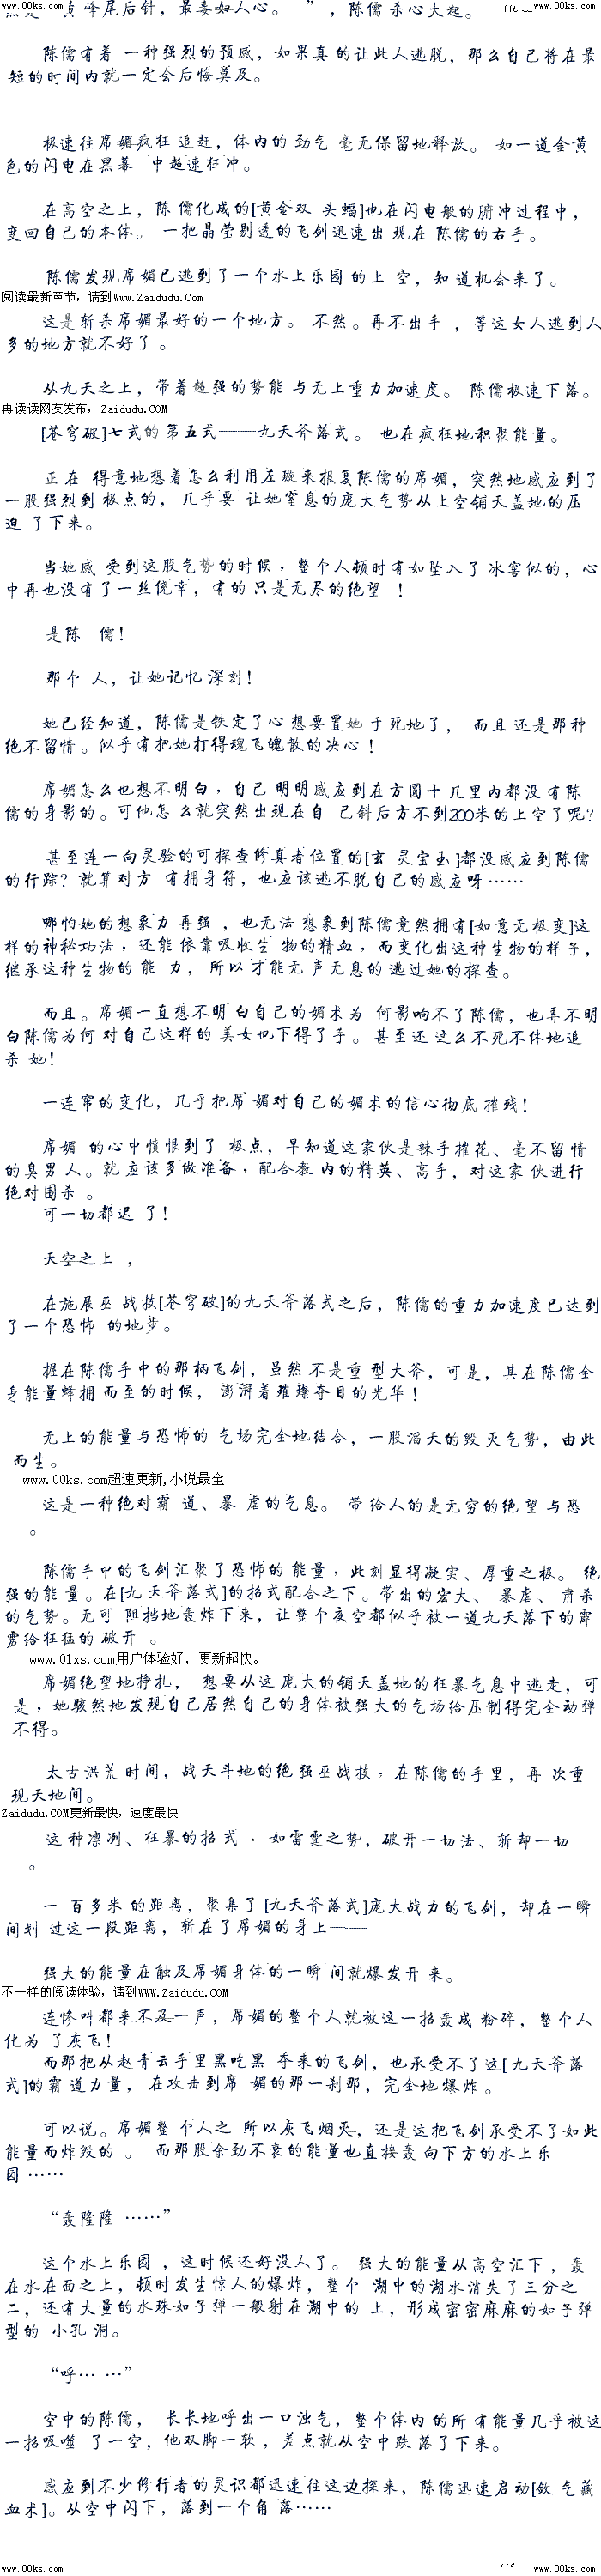 www.00ks.com www.00ks.com
黄蜂尾后针，最毒妇人心。 ”，陈儒 杀心大起。
陈儒有着 一种强烈的预感，如果真 的让此人逃脱，那么自己将在最
短的时间内就一定会后悔莫及。
极速往席媚疯狂 追赶，体内的 劲气 毫无保留地释放。 如一道金黄
色的闪电在黑幕 中超速狂冲。
在高空之上，陈 儒化成的[黄金双 头蝠]也在闪电般的俯冲过程中，
变回自己的本体。 一把晶莹剔透的飞剑迅速出 现在 陈儒的右手。
陈儒发现席媚已逃到了一个水上乐园的上 空，知 道机会来了。
阅读最新章节，请到Www.Zaidudu.Com
这是斩杀席媚最好的一个地方。 不然。再不出手 ，等这女人逃到人
多的地方就不好了 。
从九天之上，带着超强的势能 与无上重力加速度。 陈儒极速下落。
再读读网友发布，Zaidudu.COM
[苍穹破]七式的 第五式———九天斧落式。 也在疯狂地积聚能量。
正在 得意地想着怎么利用左璇来报复陈儒的席媚，突然地感应到了
一股强烈到 极点的，几乎要 让她窒息的庞大气势从上空铺天盖地的压
迫 了下来。
当她感 受到这股气势的时候，整个人顿时有如坠入了 冰窖似的，心
中再也没有了一丝侥幸，有的 只是无尽的绝望 ！
是陈 儒！
那个 人，让她记忆 深刻！
她已经知道，陈儒是铁定了心 想要置她 于死地了， 而且 还是那种
绝不留情。似乎有把她打得魂飞魄散的决心！
席媚怎么也想不明白，自己 明明感应到在方圆十 几里内都没 有陈
儒的身影的。可他怎 么就突然出现在自 己斜后方不到200米的上空了呢？
甚至连一向灵验的可探查修真者位置的[玄 灵宝玉]都没感应到陈儒
的行踪？就算对方 有拥身符，也应该逃不脱自己的感应呀……
哪怕她的想象力 再强 ，也无法 想象到陈儒竟然拥有[如意无极变]这
样的神秘功法，还能 依靠吸收生 物的精血，而变化出这种生物的样子，
继承这种生物的能 力，所以才能无 声无息的 逃过她的探查。
而且。席媚一直想不明 白自己的媚术为 何影响不了陈儒，也弄不明
白陈儒为何 对自己这样的 美女也下得了手。甚至还 这么不死不休地追
杀 她！
一连串的变化，几乎把席 媚对自己的媚术的信心彻底 摧残！
席媚 的心中愤恨到了 极点，早知道这家伙是辣手摧花、毫不留情
的臭男 人。就 应该多做准备，配合教 内的精英、高手，对这家 伙进行
绝对围杀 。
可一切都迟 了！
天空之上 ，
在施展巫 战技[苍穹破]的九天斧落式之后，陈儒的重力加速度已达到
了一个恐怖 的地步。
握在陈儒手中的那柄飞剑，虽然 不是重 型大斧，可是，其在陈儒全
身能量蜂拥 而至的时候， 澎湃着璀璨夺目的光华！
无上的能量与恐怖的 气场完全地结合，一股滔天的毁 灭气势，由此
而生。
www.00ks.com超速更新,小说最全
这是一种绝对霸 道、暴 虐的气息。 带 给人的是无穷的绝望 与恐
。
陈儒手中的飞剑汇聚了恐怖的 能量，此刻显得凝实、厚重之极。 绝
强的能 量。在[九天斧落式]的招式配合之下。带出的宏大、 暴虐、肃杀
的气势。无可 阻挡地轰炸下来，让整个夜空都似乎被一道九天落下的霹
雳给狂猛的 破开 。
www.01xs.com用户体验好，更新超快。
席媚绝望地挣扎， 想要从这 庞大的铺天盖地的狂暴气息中逃走，可
是，她骇然地发现自己居然自己的身体被强大的气场给压制得完全动弹
不得。
太古洪荒 时间，战天斗地的绝 强巫战技，在陈儒的手里，再 次重
现天地间。
Zaidudu.COM更新最快，速度最快
这 种凛冽、狂暴的招式 ，如雷霆之势，破开一切法、斩却一切
。
一 百多米 的距离，聚集了[九天斧落式]庞大战力的飞剑，却在一瞬
间划 过这一段距离，斩在了席媚的身上——
强大的能量在触及席媚身体的一瞬 间就爆发开 来。
不一样的阅读体验，请到WWW.Zaidudu.COM
连惨叫都来不及一声，席媚的整个人就被这一招轰成 粉碎，整个人
化为 了灰飞！
而那把从赵青云手里黑吃黑 夺来的飞剑，也承受不了这[九天斧落
式]的霸 道力量， 在攻击到席 媚的那一刹那，完全地爆炸 。
可以说。席媚整 个人之 所以灰飞烟灭，还是这把飞剑承受不了如此
能量而炸毁的 。 而那股余劲不衰的能量也直接轰 向下方的水上乐
园……
“轰隆隆 ……”
这个水上乐园 ，这时候还好没人了。 强大的能量从高空汇下，轰
在水在面之上，顿时发生惊人的爆炸，整个 湖中的湖水消失了三分之
二，还有大量的水珠如子弹一般射在湖中的 上，形成密密麻麻的如子弹
型的 小孔洞。
“呼… …”
空中的陈儒， 长长地呼出一口浊气，整个体内的所有能量几乎被这
一招吸噬 了一空，他双脚一软，差点就从空中跌 落了下来。
感应到不少修行者的灵识都迅速往这边探来，陈儒迅速启动[敛 气藏
血术]。从空中闪下，落到一个角 落……
www.00ks.com www.00ks.com